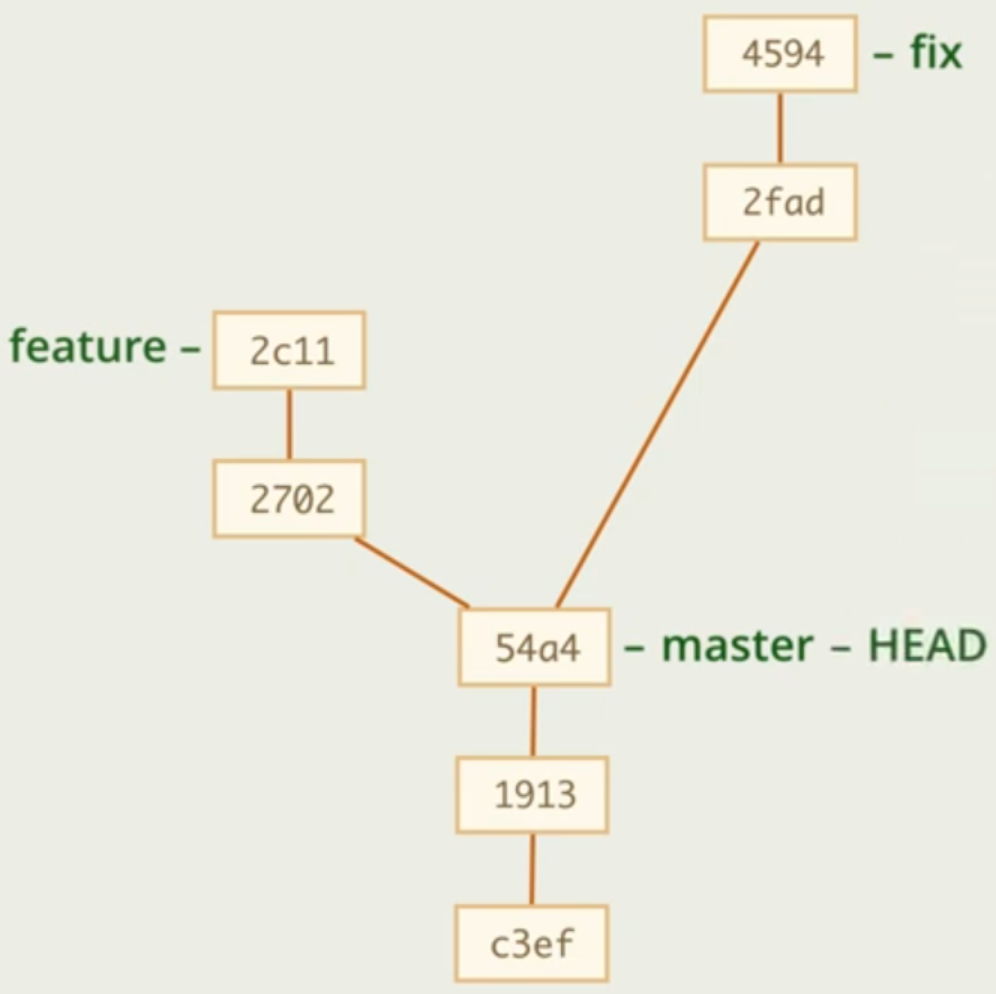 4594 – fix
2fad
feature – 2c11
2702
54a4 – master – HEAD
1913
c3ef